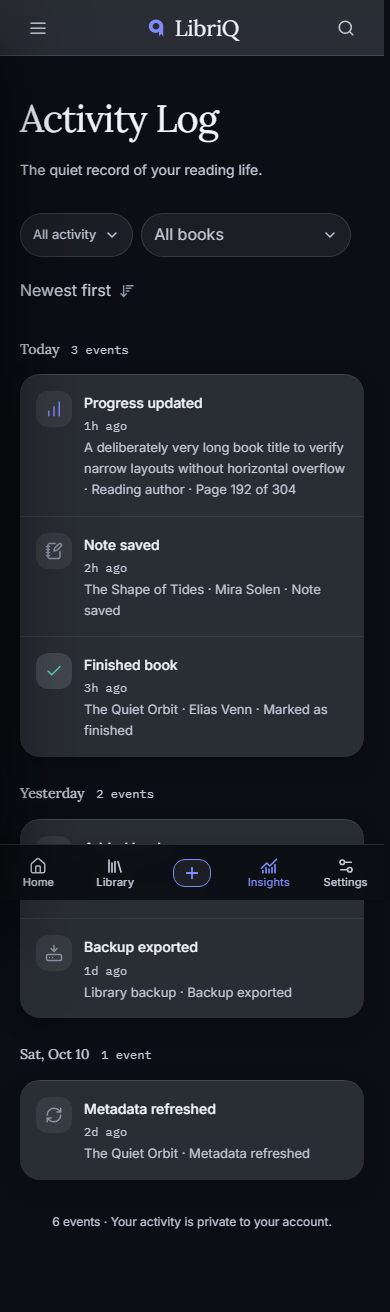 LibriQ
Activity Log
The quiet record of your reading life.
All activity
All books
Newest first
Today 3 events
Progress updated
1h ago
A deliberately very long book title to verify
narrow layouts without horizontal overflow
· Reading author · Page 192 of 304
Note saved
2h ago
The Shape of Tides · Mira Solen · Note
saved
Finished book
3h ago
The Quiet Orbit · Elias Venn · Marked as
finished
Yesterday 2 events
Home
Library
Insights
Settings
Backup exported
1d ago
Library backup · Backup exported
Sat, Oct 10 1 event
Metadata refreshed
2d ago
The Quiet Orbit · Metadata refreshed
6 events · Your activity is private to your account.